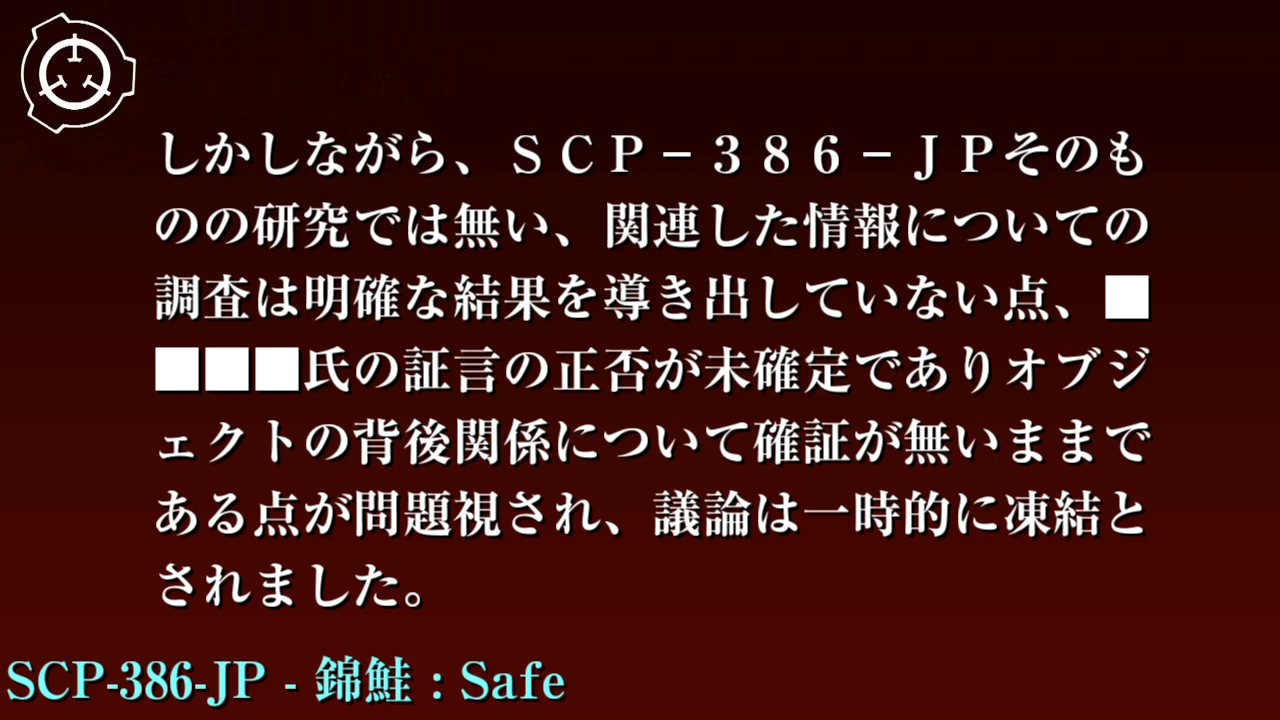 しかしながら、ＳＣＰ－３８６－ＪＰそのも
のの研究では無い、関連した情報についての
調査は明確な結果を導き出していない点、■
■■■氏の証言の正否が未確定でありオブジ
ェクトの背後関係について確証が無いままで
ある点が問題視され、議論は一時的に凍結と
されました。
SCP-386-JP - 錦鮭：Safe